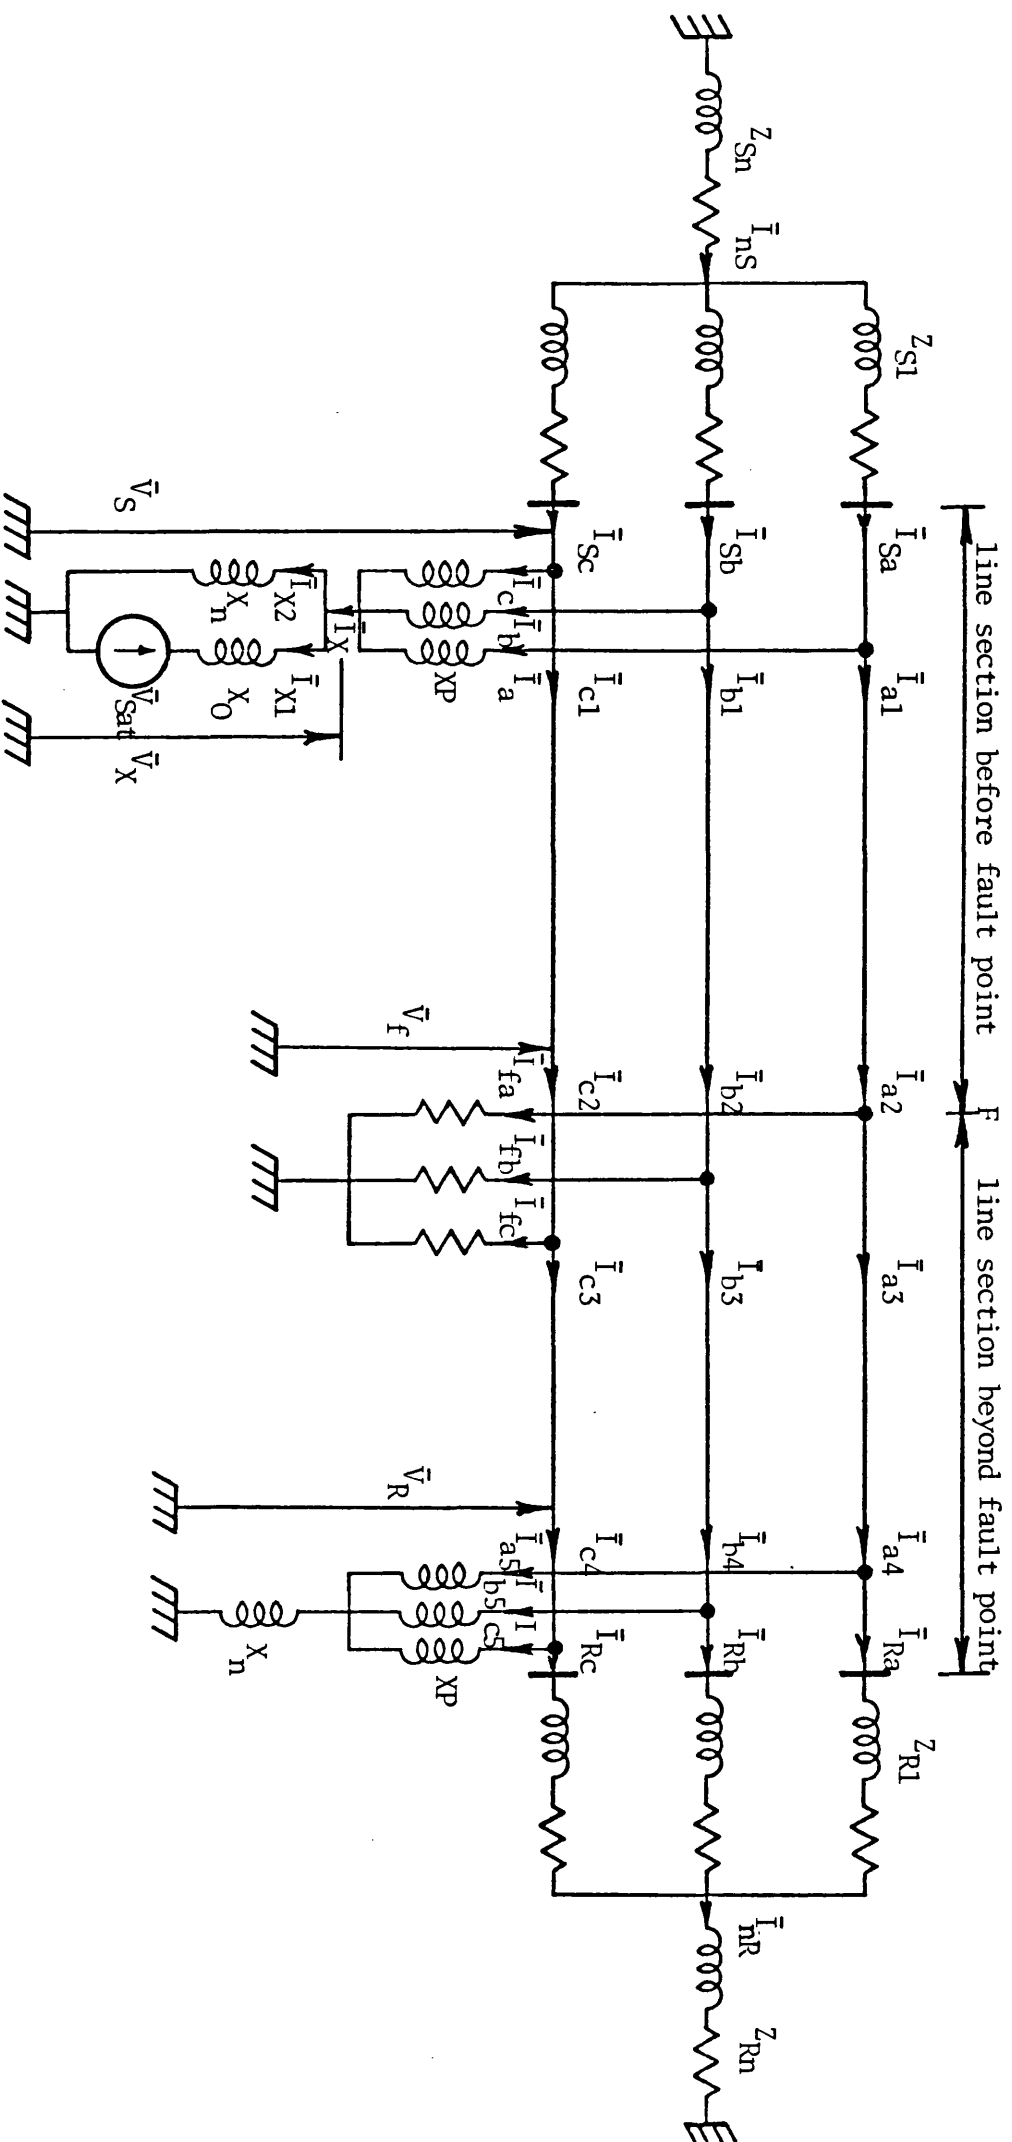 line section before fault point
F
line section beyond fault point
Z_S1
Ī_Sa
Ī_a1
Ī_a2
Ī_a3
Ī_a4
Ī_Ra
Z_R1
Z_Sn
Ī_nS
Ī_Sb
Ī_b1
Ī_b2
Ī_b3
Ī_b4
Ī_Rb
Ī_nR
Z_Rn
Ī_Sc
Ī_c1
Ī_c2
Ī_c3
Ī_c4
Ī_Rc
Ī_c
Ī_b
Ī_a
Ī_fa
Ī_fb
Ī_fc
Ī_a5
Ī_b5
I_c5
XP
XP
V̄_S
Ī_X
V̄_f
V̄_R
Ī_X2
Ī_X1
X_n
X_O
X_n
V̄_Sat
V̄_X